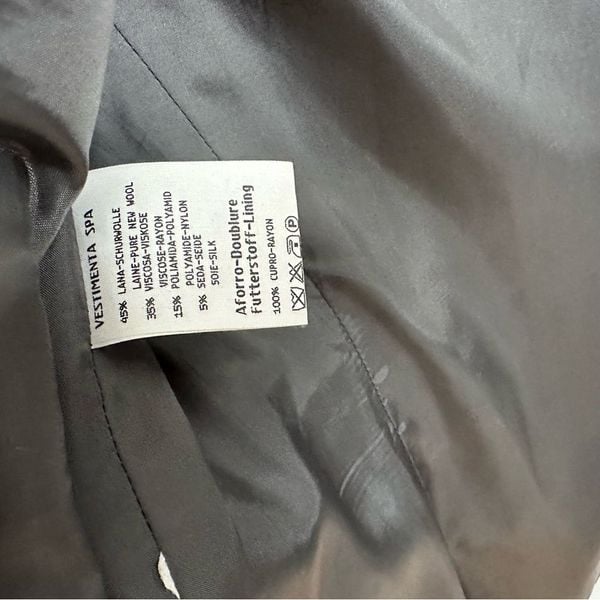 VESTIMENTA SPA
45% LANA-SCHURWOLLE
LAINE-PURE NEW WOOL
35% VISCOSA-VISKOSE
VISCOSE-RAYON
15% POLIAMIDA-POLYAMID
POLYAMIDE-NYLON
5% SEDA-SEIDE
SOIE-SILK
Aforro-Doublure
Futterstoff-Lining
100% CUPRO-RAYON
P